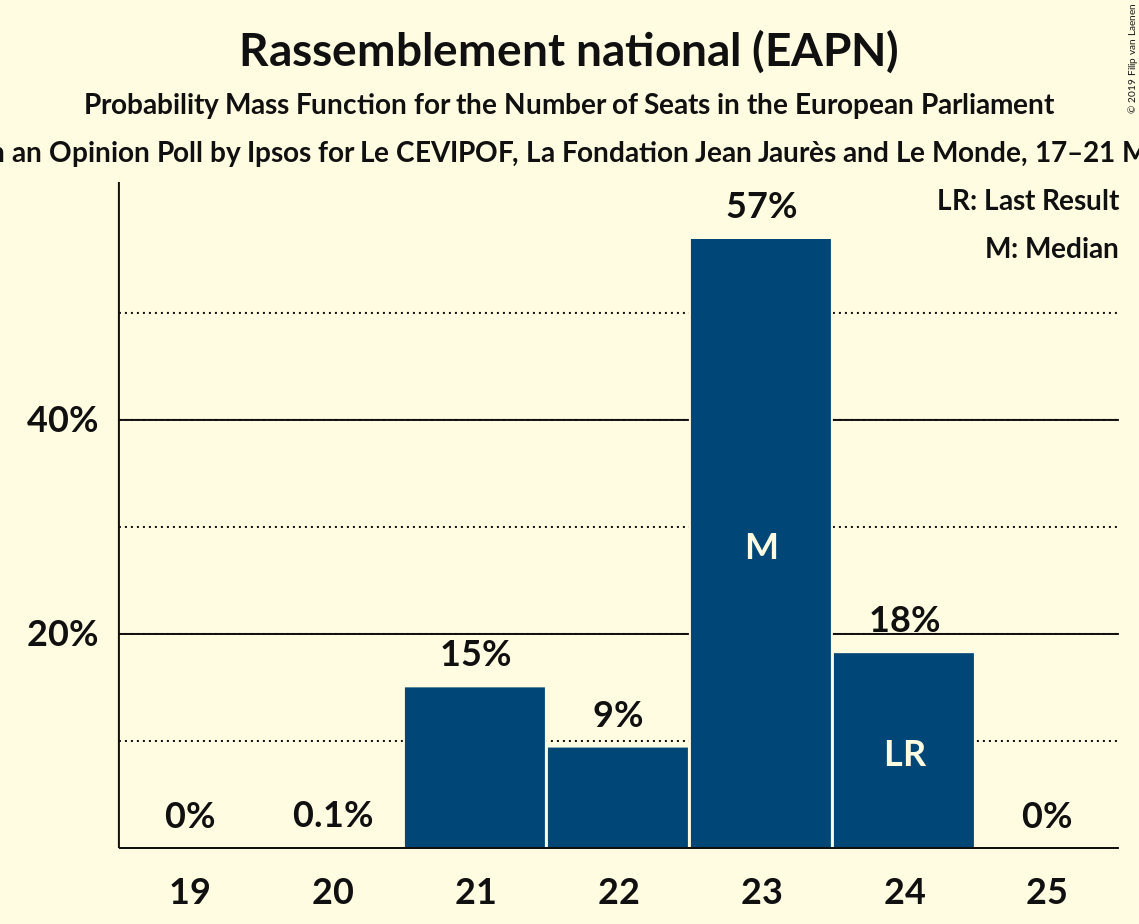 Rassemblement national (EAPN)
Probability Mass Function for the Number of Seats in the European Parliament
an Opinion Poll by Ipsos for Le CEVIPOF, La Fondation Jean Jaurès and Le Monde, 17–21
© 2019 Filip van Laenen
LR: Last Result
M: Median
57%
40%
M
20%
18%
15%
9%
LR
0%
0.1%
0%
19
20
21
22
23
24
25